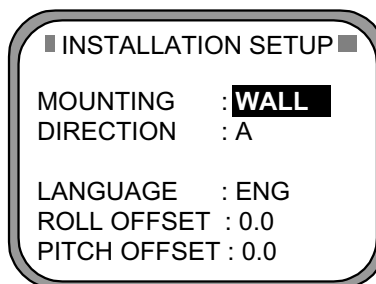 INSTALLATION SETUP
MOUNTING : WALL
DIRECTION : A
LANGUAGE : ENG
ROLL OFFSET : 0.0
PITCH OFFSET : 0.0